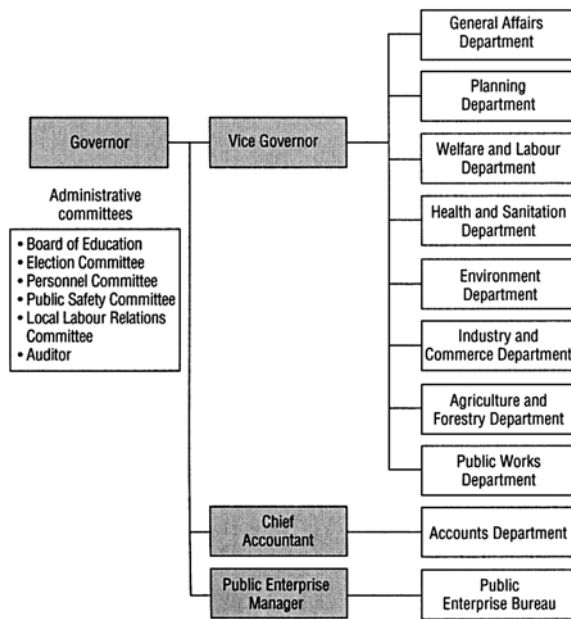 Governor
Vice Governor
General Affairs
Department
Planning
Department
Welfare and Labour
Department
Health and Sanitation
Department
Environment
Department
Industry and
Commerce Department
Agriculture and
Forestry Department
Public Works
Department
Administrative
committees
• Board of Education
• Election Committee
• Personnel Committee
• Public Safety Committee
• Local Labour Relations
Committee
• Auditor
Chief
Accountant
Accounts Department
Public Enterprise
Manager
Public
Enterprise Bureau